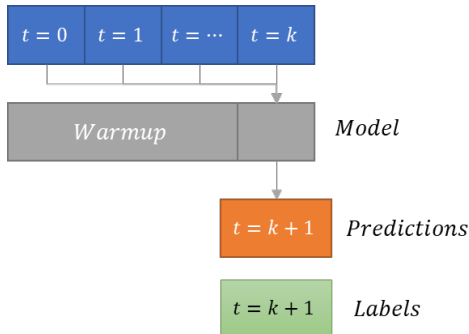 t = 0 t = 1 t = ⋯ t = k
Warmup Model
t = k + 1 Predictions
t = k + 1 Labels